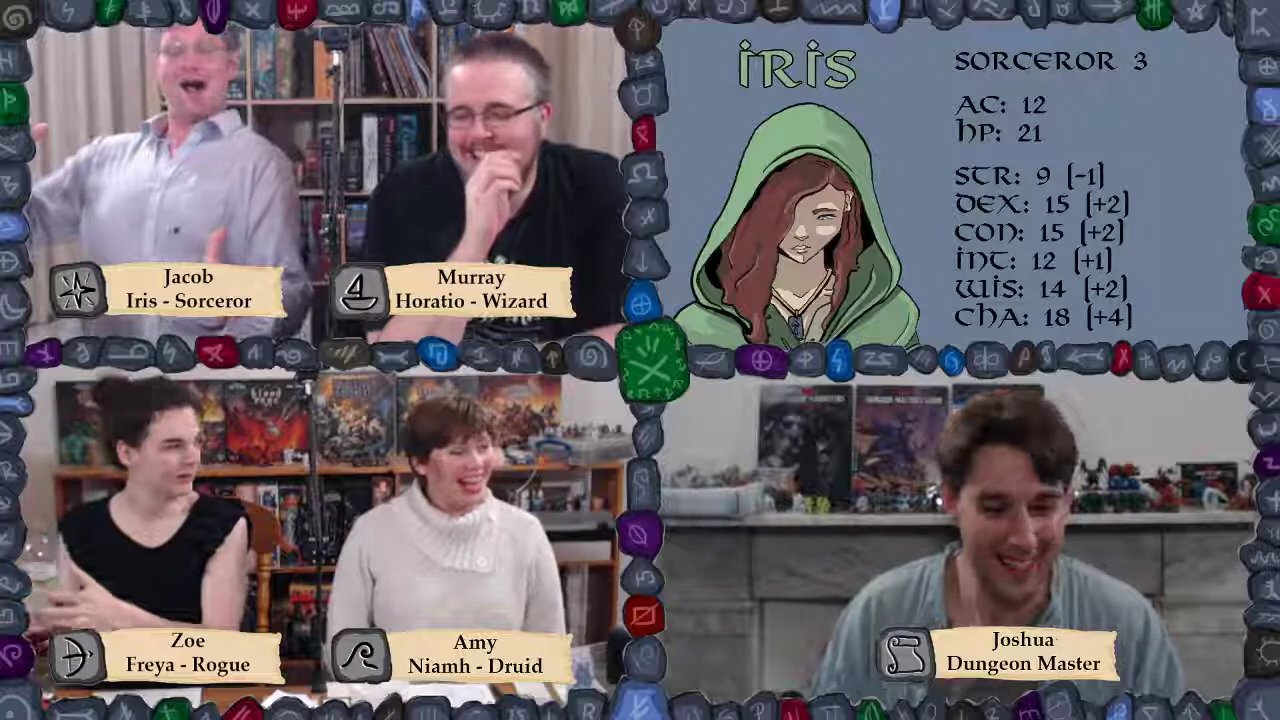 IRIS
SORCEROR 3
AC: 12
HP: 21
STR: 9 (-1)
DEX: 15 (+2)
CON: 15 (+2)
INT: 12 (+1)
WIS: 14 (+2)
CHA: 18 (+4)
Jacob
Iris - Sorceror
Murray
Horatio - Wizard
Zoe
Freya - Rogue
Amy
Niamh - Druid
Joshua
Dungeon Master
blood rage